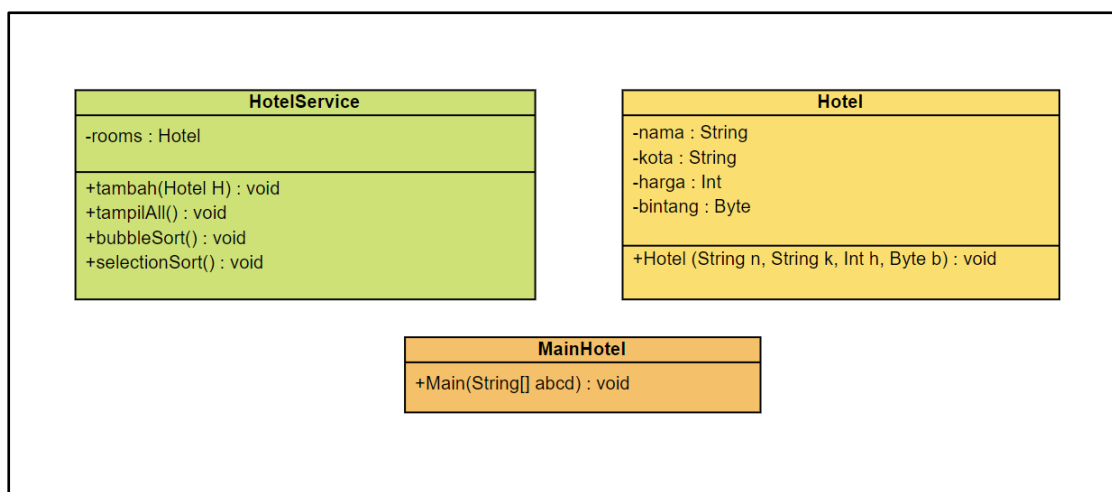 HotelService
-rooms : Hotel
+tambah(Hotel H) : void
+tampilAll() : void
+bubbleSort() : void
+selectionSort() : void
Hotel
-nama : String
-kota : String
-harga : Int
-bintang : Byte
+Hotel (String n, String k, Int h, Byte b) : void
MainHotel
+Main(String[] abcd) : void